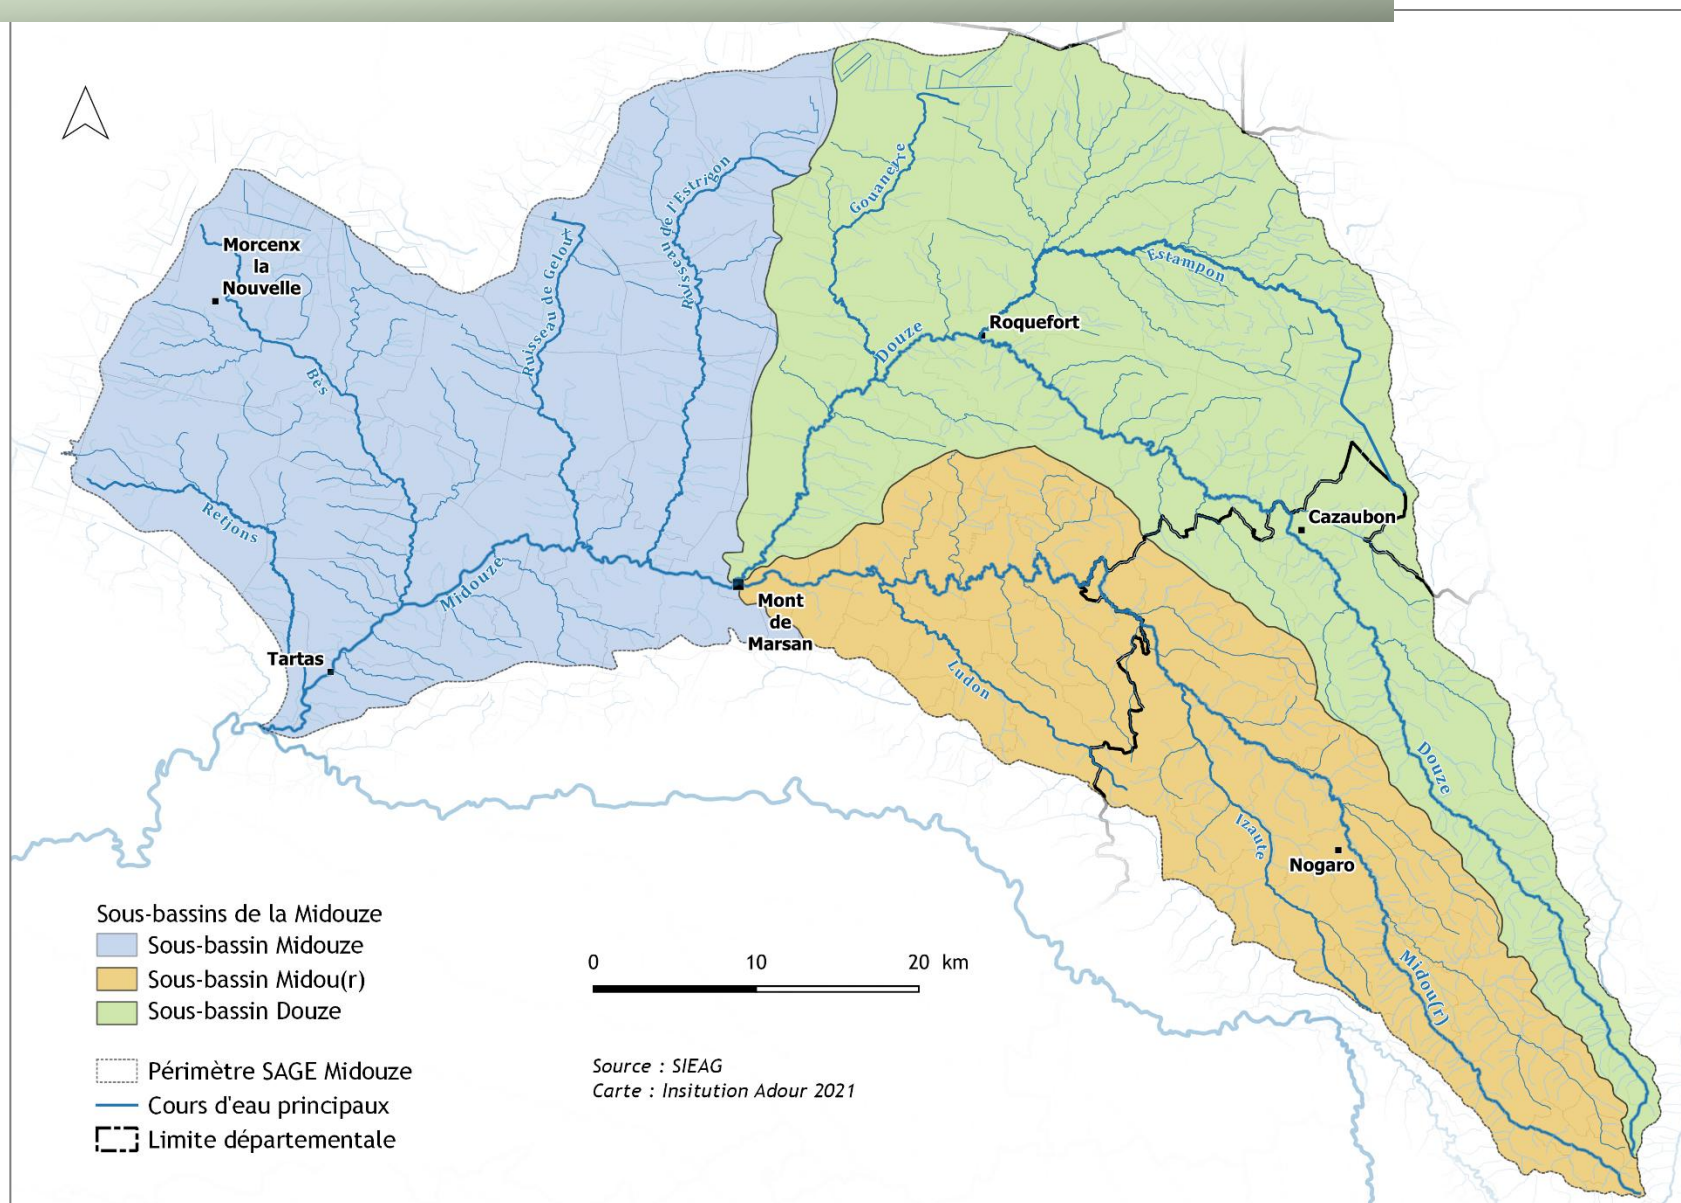 Morcenx
la
Nouvelle
Bès
Retjons
Tartas
Midouze
Ruisseau de Geloux
Ruisseau de l'Estrigon
Gouaneyre
Douze
Roquefort
Estampon
Cazaubon
Mont
de
Marsan
Ludon
Izaute
Nogaro
Midou(r)
Douze
Sous-bassins de la Midouze
Sous-bassin Midouze
Sous-bassin Midou(r)
Sous-bassin Douze
Périmètre SAGE Midouze
Cours d'eau principaux
Limite départementale
0 10 20 km
Source : SIEAG
Carte : Insitution Adour 2021